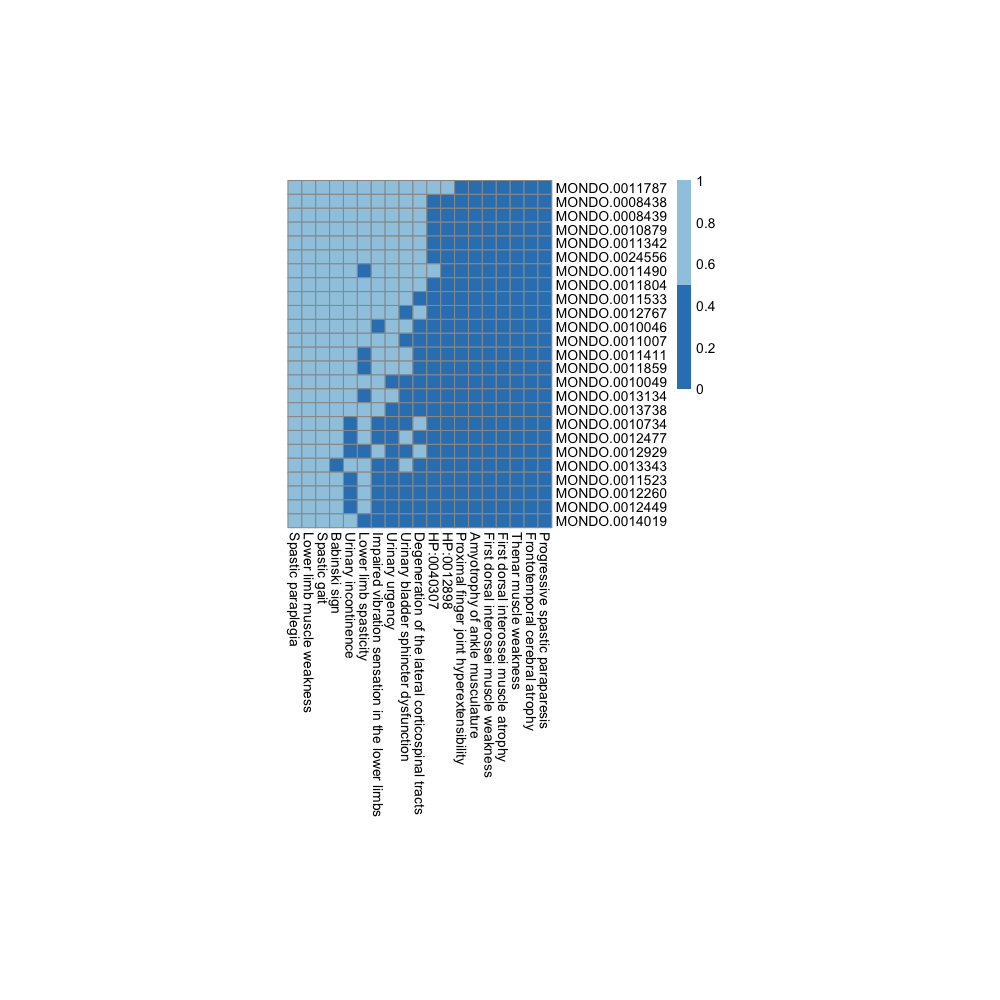 MONDO.0011787
MONDO.0008438
MONDO.0008439
MONDO.0010879
MONDO.0011342
MONDO.0024556
MONDO.0011490
MONDO.0011804
MONDO.0011533
MONDO.0012767
MONDO.0010046
MONDO.0011007
MONDO.0011411
MONDO.0011859
MONDO.0010049
MONDO.0013134
MONDO.0013738
MONDO.0010734
MONDO.0012477
MONDO.0012929
MONDO.0013343
MONDO.0011523
MONDO.0012260
MONDO.0012449
MONDO.0014019
1
0.8
0.6
0.4
0.2
0
Spastic paraplegia
Lower limb muscle weakness
Spastic gait
Babinski sign
Urinary incontinence
Lower limb spasticity
Impaired vibration sensation in the lower limbs
Urinary urgency
Urinary bladder sphincter dysfunction
Degeneration of the lateral corticospinal tracts
HP:0040307
HP:0012898
Proximal finger joint hyperextensibility
Amyotrophy of ankle musculature
First dorsal interossei muscle weakness
First dorsal interossei muscle atrophy
Thenar muscle weakness
Frontotemporal cerebral atrophy
Progressive spastic paraparesis